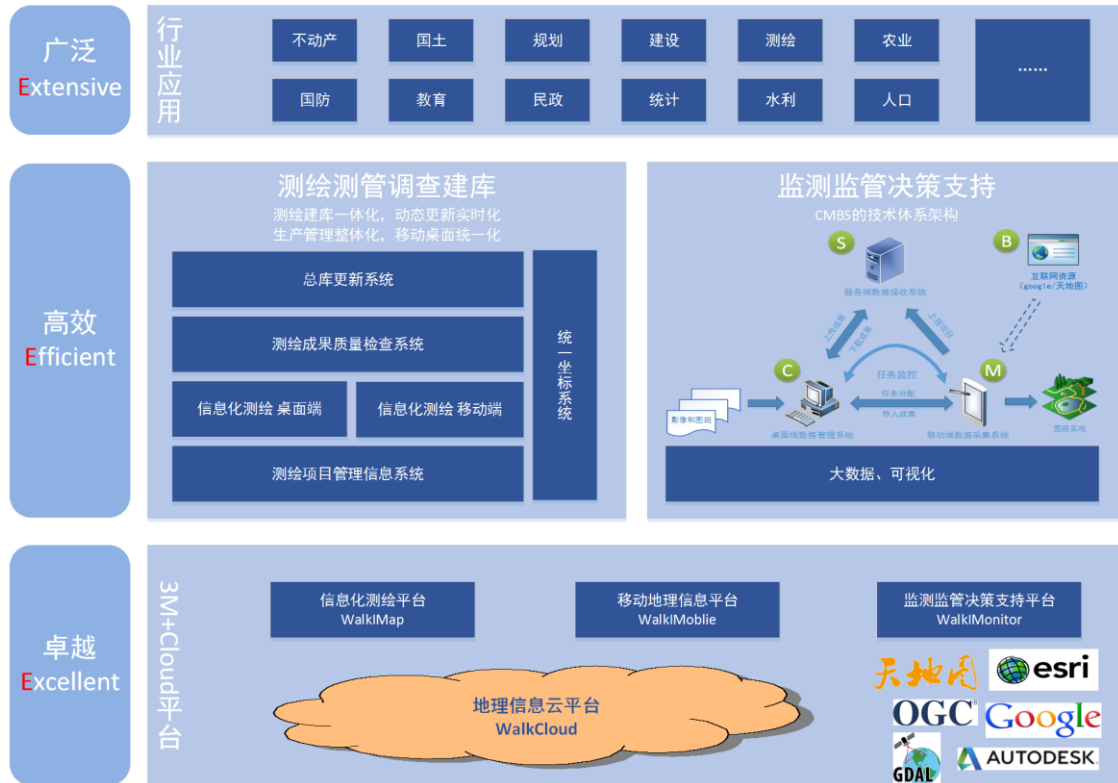 广泛
Extensive
行业应用
不动产
国土
规划
建设
测绘
农业
……
国防
教育
民政
统计
水利
人口
高效
Efficient
测绘测管调查建库
测绘建库一体化，动态更新实时化
生产管理整体化，移动桌面统一化
总库更新系统
测绘成果质量检查系统
信息化测绘 桌面端
信息化测绘 移动端
测绘项目管理信息系统
统一坐标系统
监测监管决策支持
CMBS的技术体系架构
S
服务端数据接收系统
B
互联网资源
（google/天地图）
上传成果
下载成果
上报项目
C
任务监控
M
任务分配
导入成果
影像和图斑
桌面端数据管理系统
移动端数据采集系统
图斑实地
大数据、可视化
卓越
Excellent
3M+Cloud平台
信息化测绘平台
WalkIMap
移动地理信息平台
WalkIMoblie
监测监管决策支持平台
WalkIMonitor
地理信息云平台
WalkCloud
天地图
esri
OGC®
Google
GDAL
AUTODESK